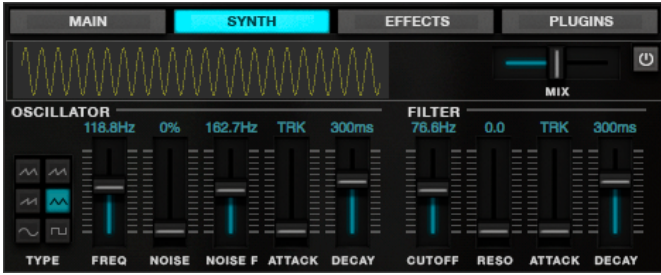 MAIN SYNTH EFFECTS PLUGINS
MIX
OSCILLATOR FILTER
118.8Hz 0% 162.7Hz TRK 300ms 76.6Hz 0.0 TRK 300ms
TYPE FREQ NOISE NOISE F ATTACK DECAY CUTOFF RESO ATTACK DECAY